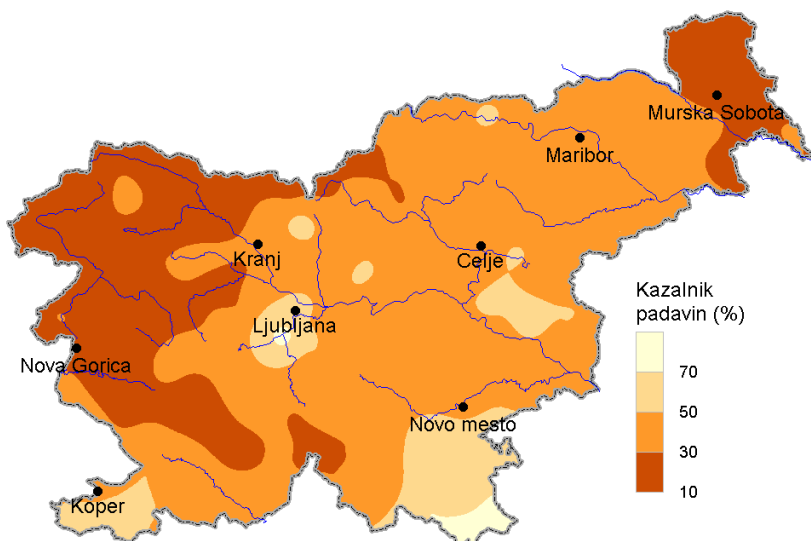 Murska Sobota
Maribor
Kranj
Celje
Ljubljana
Nova Gorica
Novo mesto
Koper
Kazalnik
padavin (%)
70
50
30
10